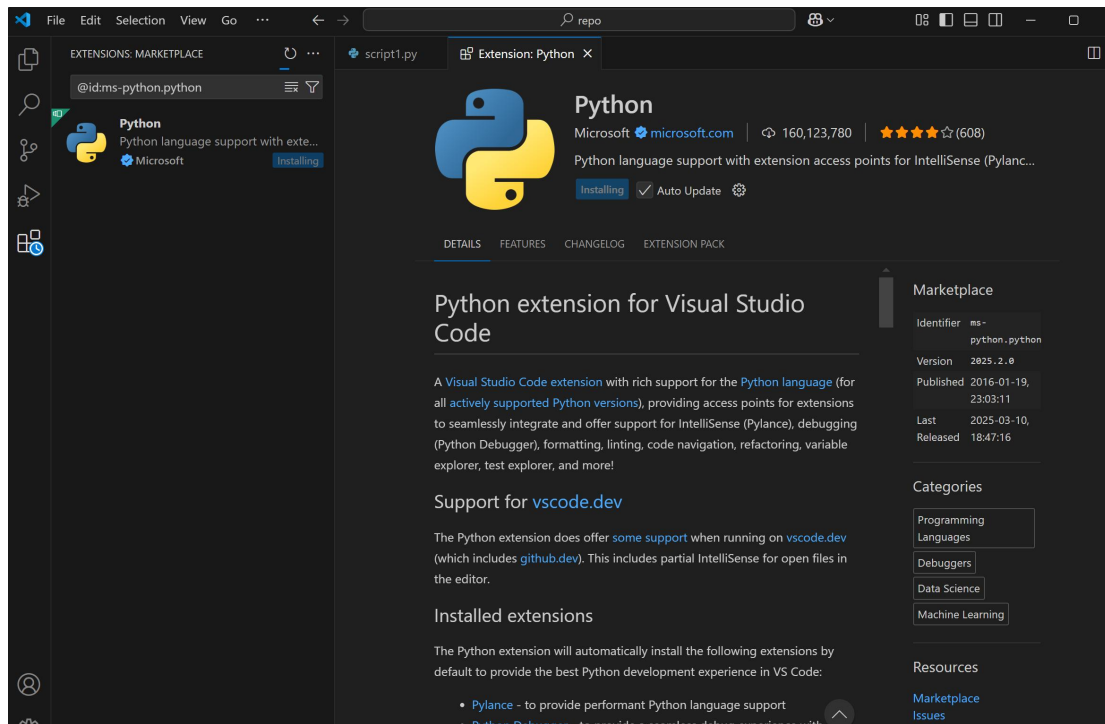 File Edit Selection View Go ··· repo
EXTENSIONS: MARKETPLACE
@id:ms-python.python
Python
Python language support with exte...
Microsoft Installing
script1.py Extension: Python
Python
Microsoft microsoft.com 160,123,780 (608)
Python language support with extension access points for IntelliSense (Pylanc...
Installing Auto Update
DETAILS FEATURES CHANGELOG EXTENSION PACK
Python extension for Visual Studio
Code
A Visual Studio Code extension with rich support for the Python language (for
all actively supported Python versions), providing access points for extensions
to seamlessly integrate and offer support for IntelliSense (Pylance), debugging
(Python Debugger), formatting, linting, code navigation, refactoring, variable
explorer, test explorer, and more!
Support for vscode.dev
The Python extension does offer some support when running on vscode.dev
(which includes github.dev). This includes partial IntelliSense for open files in
the editor.
Installed extensions
The Python extension will automatically install the following extensions by
default to provide the best Python development experience in VS Code:
• Pylance - to provide performant Python language support
Marketplace
Identifier ms-
python.python
Version 2025.2.0
Published 2016-01-19,
23:03:11
Last 2025-03-10,
Released 18:47:16
Categories
Programming
Languages
Debuggers
Data Science
Machine Learning
Resources
Marketplace
Issues